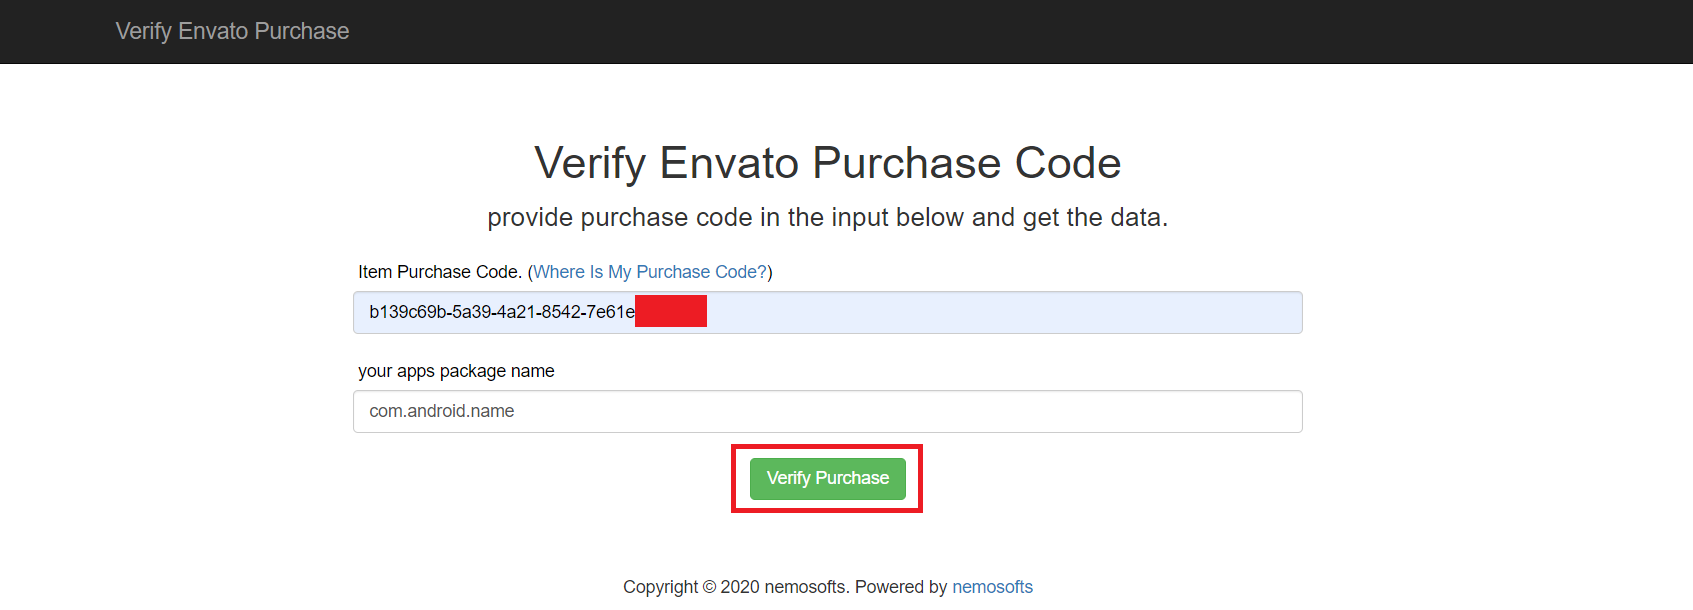 Verify Envato Purchase
Verify Envato Purchase Code
provide purchase code in the input below and get the data.
Item Purchase Code. (Where Is My Purchase Code?)
b139c69b-5a39-4a21-8542-7e61e
your apps package name
com.android.name
Verify Purchase
Copyright © 2020 nemosofts. Powered by nemosofts